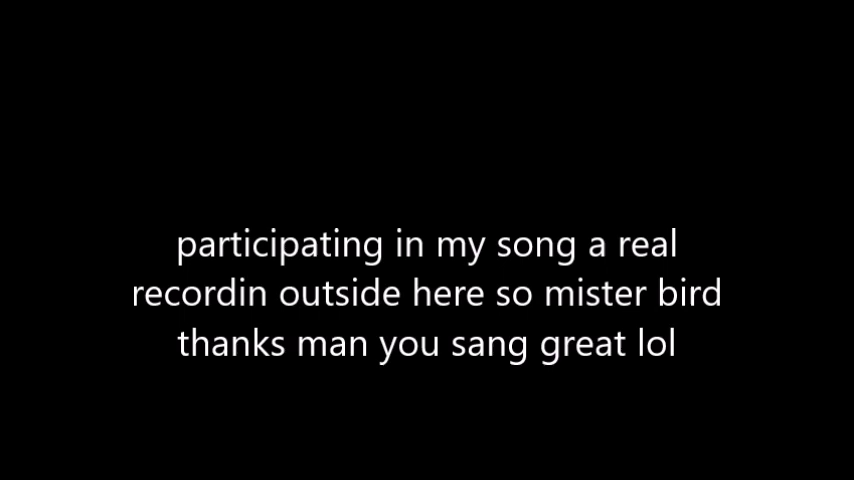 participating in my song a real
recordin outside here so mister bird
thanks man you sang great lol